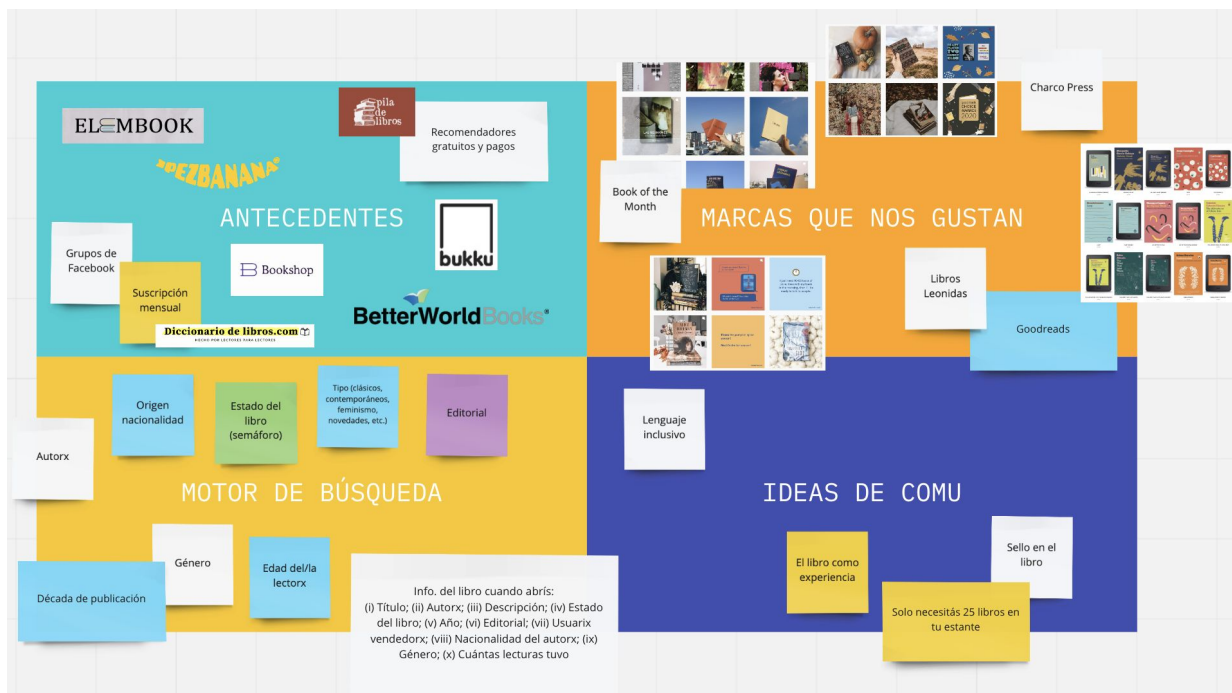 ELEMBOOK
pila
de
libros
Recomendadores
gratuitos y pagos
"PEZBANANA"
ANTECEDENTES
bukku
Grupos de
Facebook
Bookshop
Suscripción
mensual
BetterWorldBooks®
Diccionario de libros.com
HECHO POR LECTORES PARA LECTORES
Charco Press
Book of the
Month
MARCAS QUE NOS GUSTAN
Libros
Leonidas
Goodreads
Origen
nacionalidad
Estado del
libro
(semáforo)
Tipo (clásicos,
contemporáneos,
feminismo,
novedades, etc.)
Editorial
Autorx
MOTOR DE BÚSQUEDA
Género
Edad del/la
lectorx
Década de publicación
Info. del libro cuando abrís:
(i) Título; (ii) Autorx; (iii) Descripción; (iv) Estado
del libro; (v) Año; (vi) Editorial; (vii) Usuarix
vendedorx; (viii) Nacionalidad del autorx; (ix)
Género; (x) Cuántas lecturas tuvo
Lenguaje
inclusivo
IDEAS DE COMU
El libro como
experiencia
Sello en el
libro
Solo necesitás 25 libros en
tu estante